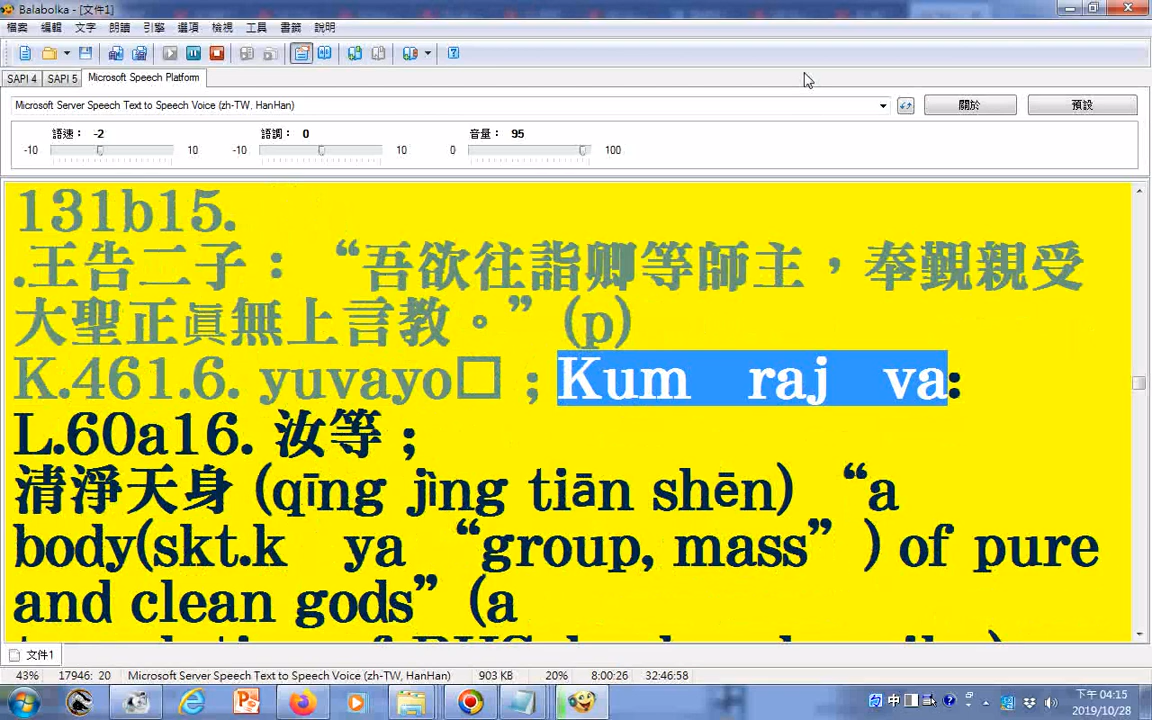 Balabolka - [文件1]
檔案 編輯 文字 朗讀 引擎 選項 檢視 工具 書籤 說明
SAPI 4 SAPI 5 Microsoft Speech Platform
Microsoft Server Speech Text to Speech Voice (zh-TW, HanHan) 關於 預設
語速： -2 語調： 0 音量： 95
-10 10 -10 10 0 100
131b15.
.王告二子：“吾欲往詣卿等師主，奉覲親受
大聖正眞無上言教。”(p)
K.461.6. yuvayo□ ; Kum raj va:
L.60a16. 汝等；
清淨天身 (qīng jìng tiān shēn) “a
body(skt.k ya “group, mass”) of pure
and clean gods” (a
文件1
43% 17946: 20 Microsoft Server Speech Text to Speech Voice (zh-TW, HanHan) 903 KB 20% 8:00:26 32:46:58
中 下午 04:15
2019/10/28